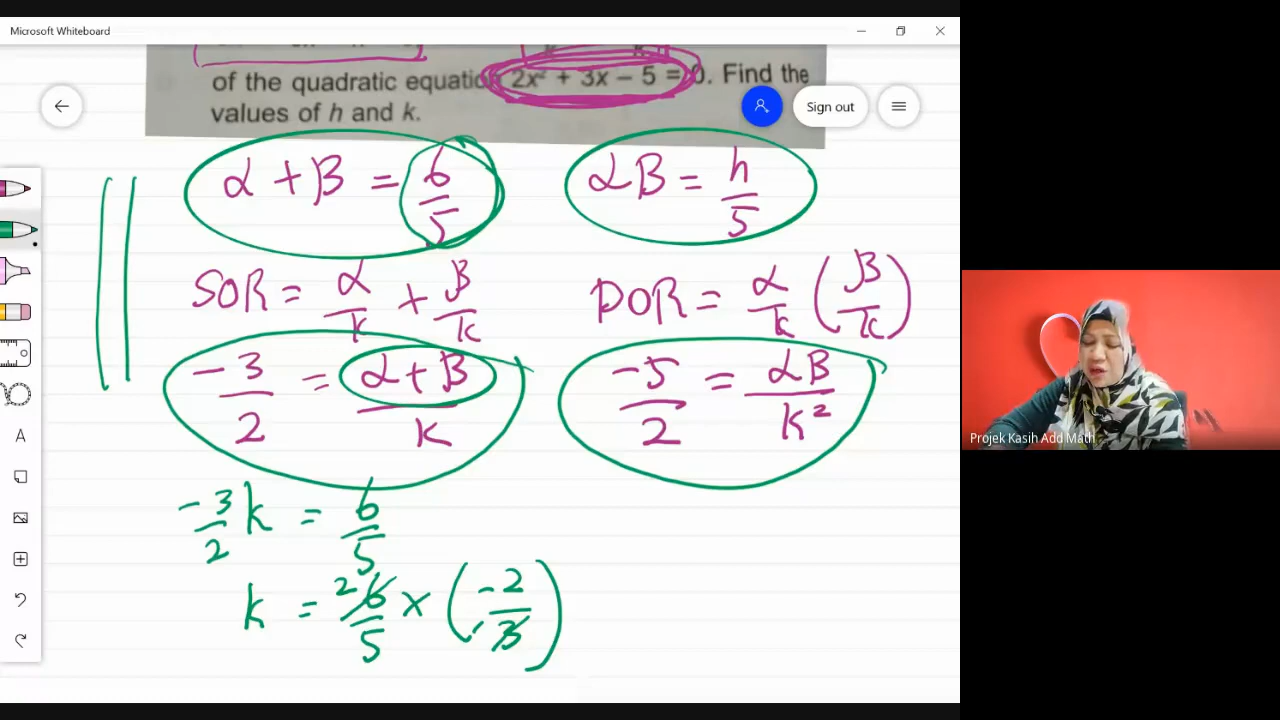 Microsoft Whiteboard
of the quadratic equation 2x² + 3x − 5 = 0. Find the
values of h and k.
Sign out
α + β = 6/5
αβ = h/5
SOR = α/k + β/k
POR = α/k (β/k)
-3/2 = α + β/k
-5/2 = αβ/k²
-3/2 k = 6/5
k = 2 6/5 × (-2/3)
A
Projek Kasih Add Math